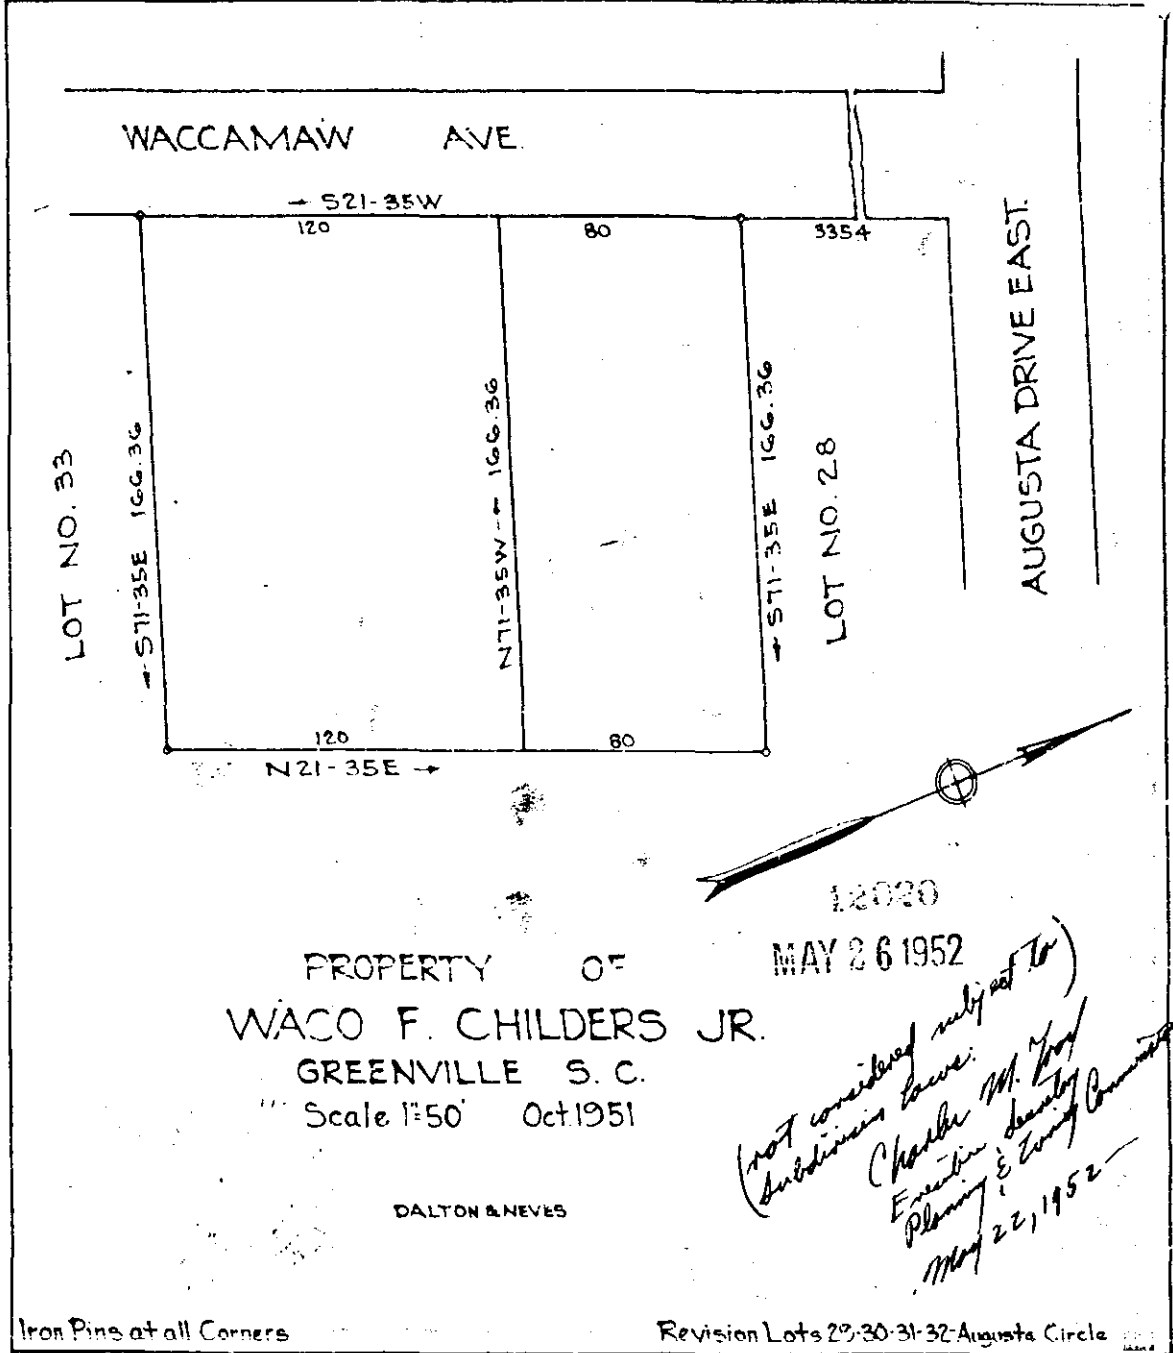 WACCAMAW AVE.
← S21-35W
120 80 3354
AUGUSTA DRIVE EAST.
LOT NO. 33
← S71-35E 166.36
N71-35W → 166.36
← S71-35E 166.36
LOT NO. 28
120 80
N21-35E →
12020
MAY 26 1952
PROPERTY OF
WACO F. CHILDERS JR.
GREENVILLE S. C.
Scale 1"=50' Oct.1951
DALTON & NEVES
(not considered subject to
subdivision laws.)
Charles M.
Executive Secretary
Planning & Zoning Commission
May 22, 1952
Iron Pins at all Corners
Revision Lots 29-30-31-32-Augusta Circle